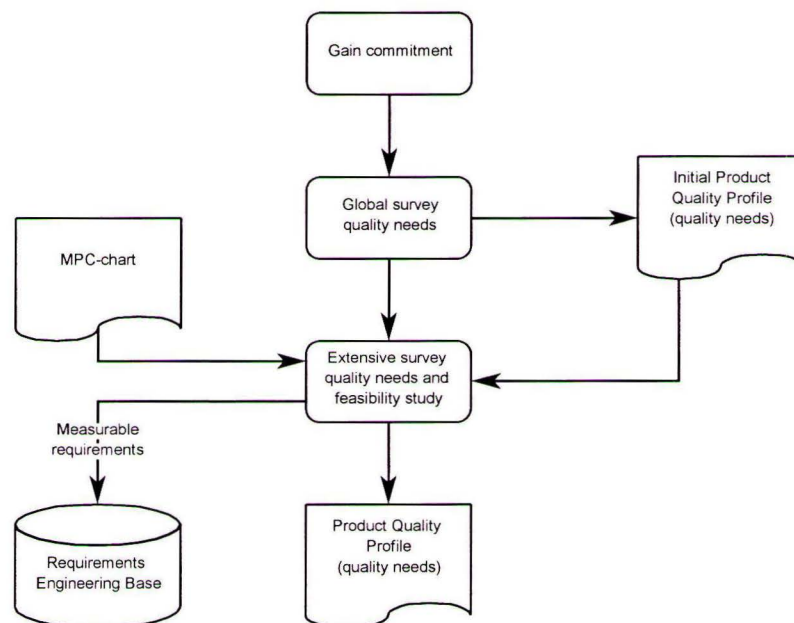 Gain commitment
Global survey
quality needs
Initial Product
Quality Profile
(quality needs)
MPC-chart
Extensive survey
quality needs and
feasibility study
Measurable
requirements
Requirements
Engineering Base
Product Quality
Profile
(quality needs)